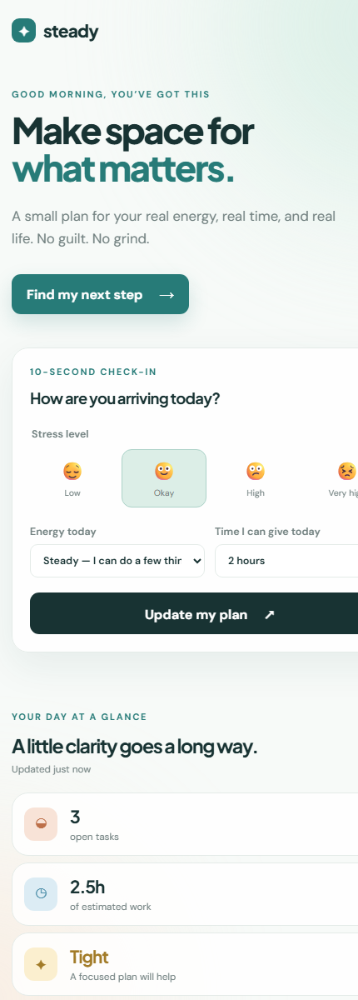 steady
GOOD MORNING, YOU'VE GOT THIS
Make space for
what matters.
A small plan for your real energy, real time, and real
life. No guilt. No grind.
Find my next step →
10-SECOND CHECK-IN
How are you arriving today?
Stress level
Low Okay High Very
Energy today Time I can give today
Steady — I can do a few 2 hours
Update my plan ↗
YOUR DAY AT A GLANCE
A little clarity goes a long way.
Updated just now
3
open tasks
2.5h
of estimated work
Tight
A focused plan will help